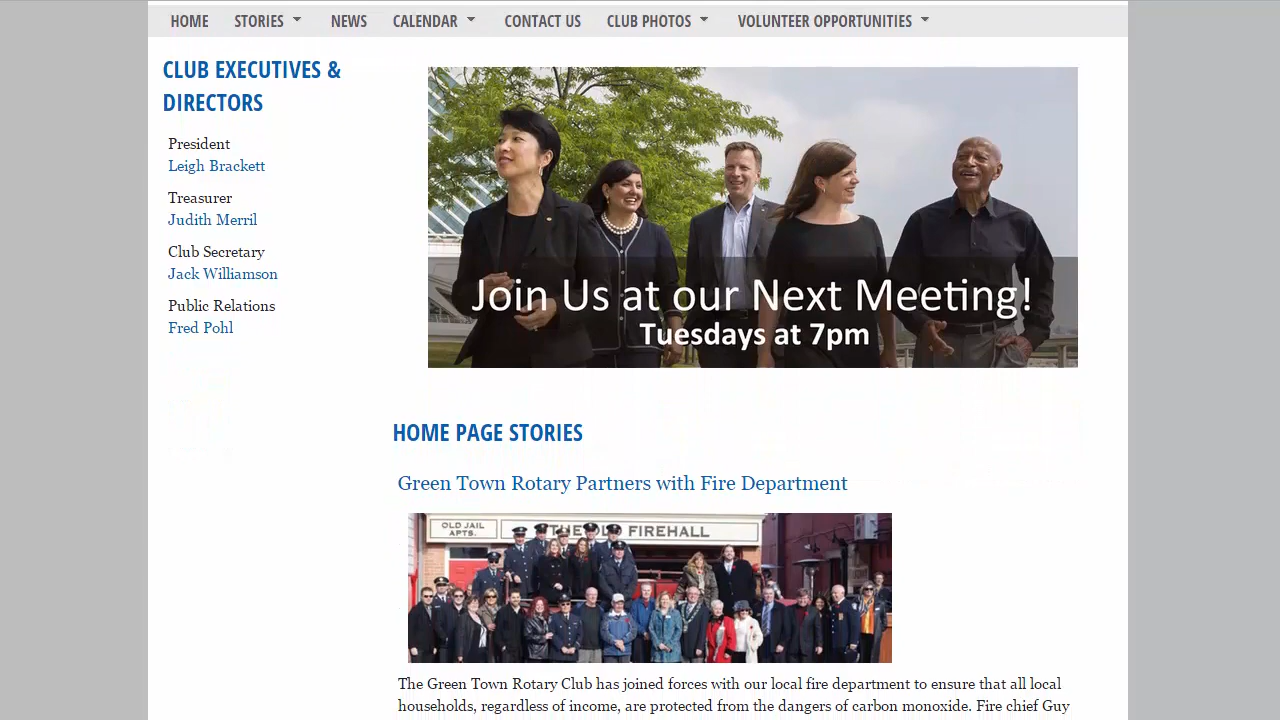 HOME STORIES NEWS CALENDAR CONTACT US CLUB PHOTOS VOLUNTEER OPPORTUNITIES
CLUB EXECUTIVES &
DIRECTORS
President
Leigh Brackett
Treasurer
Judith Merril
Club Secretary
Jack Williamson
Public Relations
Fred Pohl
Join Us at our Next Meeting!
Tuesdays at 7pm
HOME PAGE STORIES
Green Town Rotary Partners with Fire Department
OLD JAIL
APTS.
FIREHALL
The Green Town Rotary Club has joined forces with our local fire department to ensure that all local
households, regardless of income, are protected from the dangers of carbon monoxide. Fire chief Guy